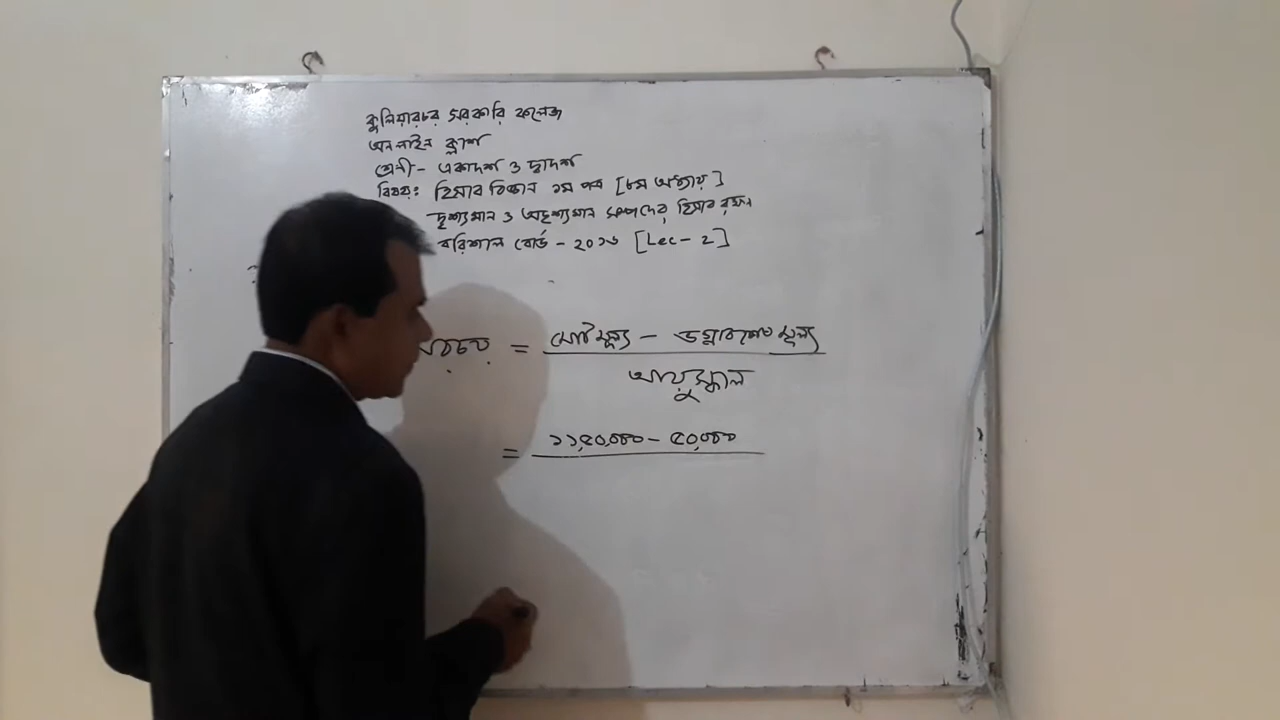 কুলিয়ারচর সরকারি কলেজ
অনলাইন ক্লাশ
শ্রেণী- একাদশ ও দ্বাদশ
বিষয়: হিসাব বিজ্ঞান ১ম পত্র [৮ম অধ্যায়]
দৃশ্যমান ও অদৃশ্যমান সম্পদের হিসাব রক্ষণ
বরিশাল বোর্ড - ২০১৬ [Lec - 2]
= মোট মূল্য - ভগ্নাবশেষ মূল্য
আয়ুষ্কাল
= ১১,৫০,০০০ - ৫০,০০০